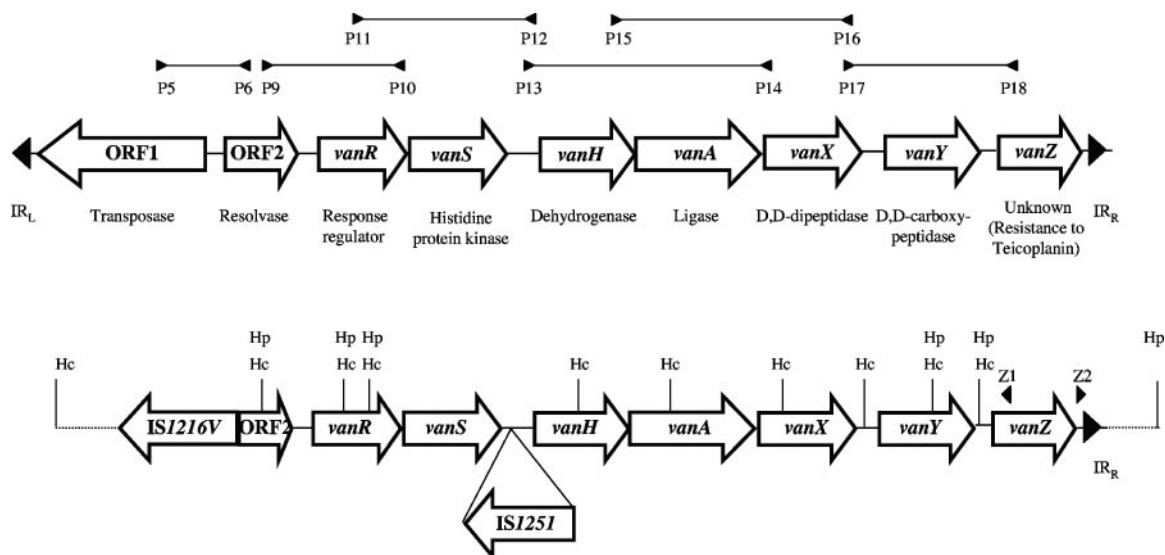 P11 P12 P15 P16
P5 P6 P9 P10 P13 P14 P17 P18
ORF1 ORF2 vanR vanS vanH vanA vanX vanY vanZ
IRL Transposase Resolvase Response Histidine Dehydrogenase Ligase D,D-dipeptidase D,D-carboxy- Unknown IRR
regulator protein kinase peptidase (Resistance to
Teicoplanin)
Hp Hp Hp Hp Hp Hp
Hc Hc Hc Hc Hc Hc Hc Hc Hc Hc Z1 Z2
IS1216V ORF2 vanR vanS vanH vanA vanX vanY vanZ
IRR
IS1251